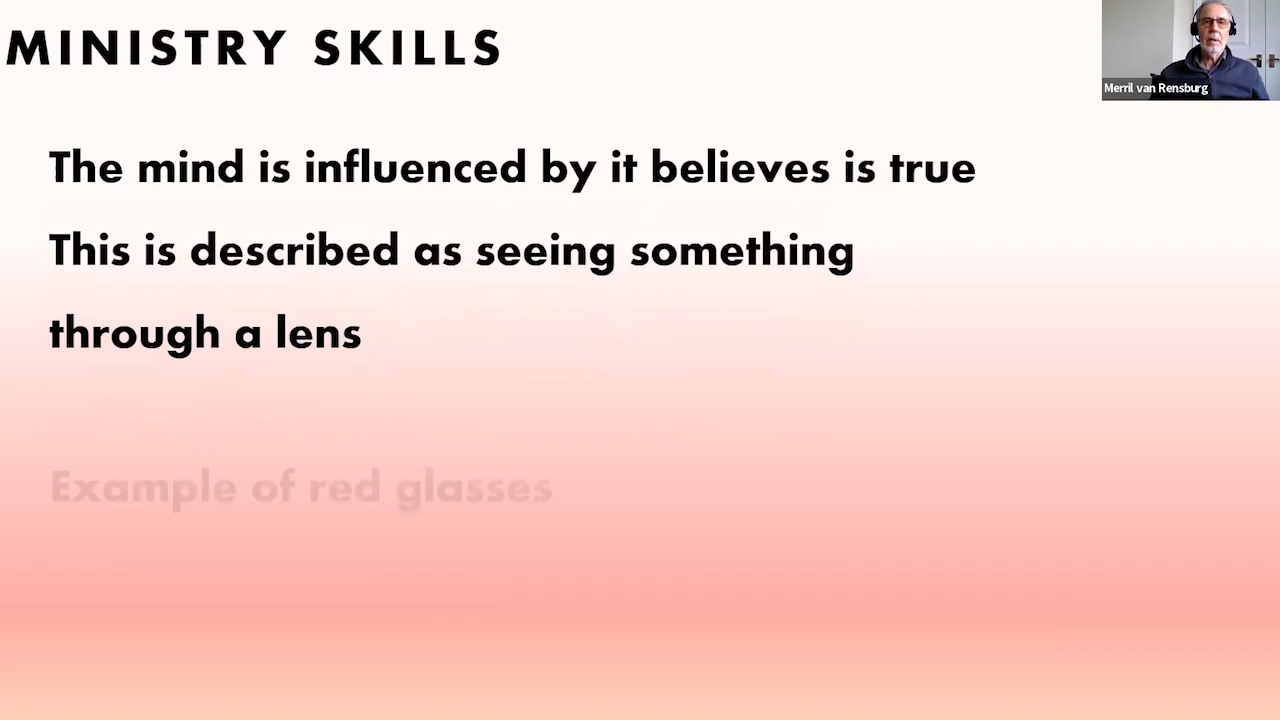 MINISTRY SKILLS
Merril van Rensburg
The mind is influenced by it believes is true
This is described as seeing something
through a lens
Example of red glasses